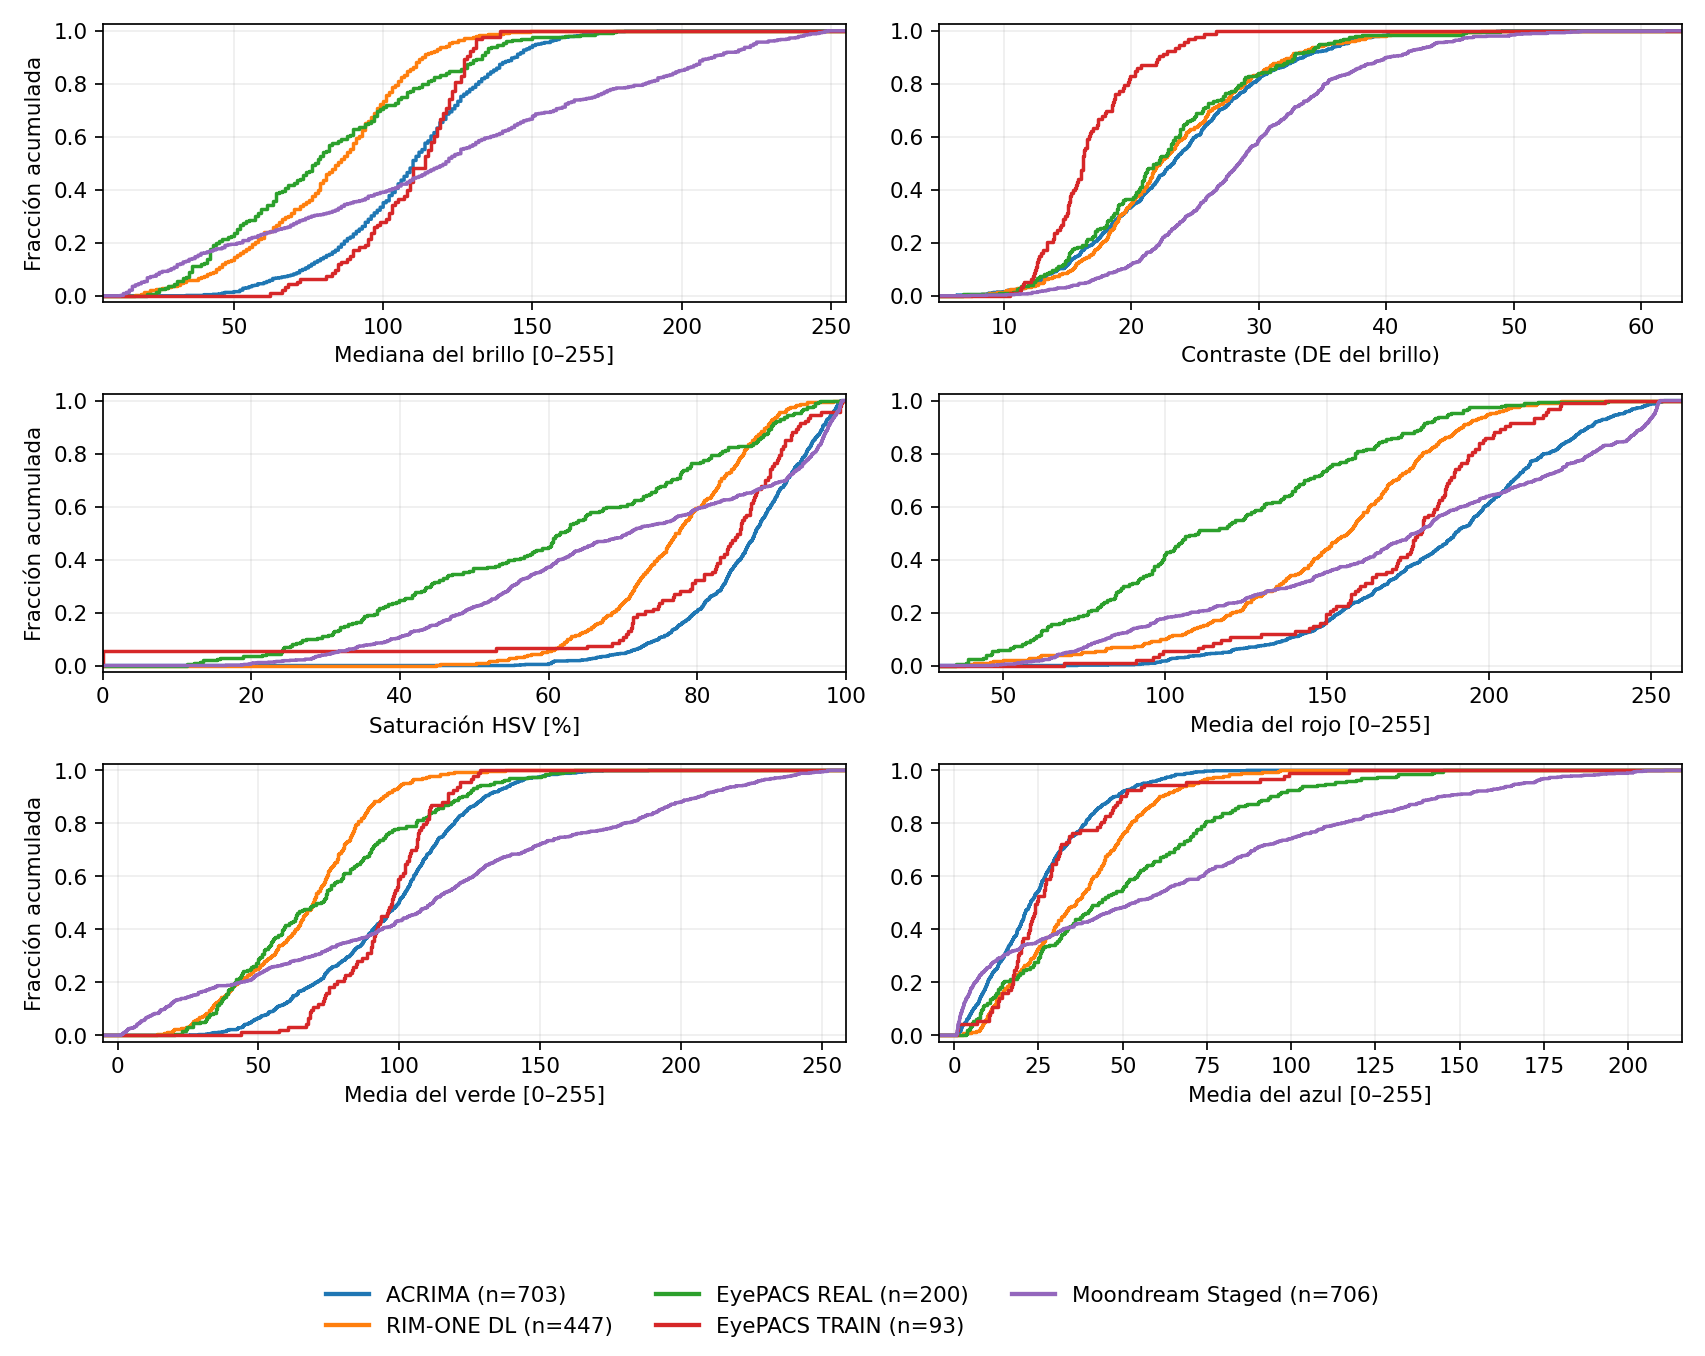 Fracción acumulada
1.0
0.8
0.6
0.4
0.2
0.0
50 100 150 200 250
Mediana del brillo [0–255]
1.0
0.8
0.6
0.4
0.2
0.0
10 20 30 40 50 60
Contraste (DE del brillo)
Fracción acumulada
1.0
0.8
0.6
0.4
0.2
0.0
0 20 40 60 80 100
Saturación HSV [%]
1.0
0.8
0.6
0.4
0.2
0.0
50 100 150 200 250
Media del rojo [0–255]
Fracción acumulada
1.0
0.8
0.6
0.4
0.2
0.0
0 50 100 150 200 250
Media del verde [0–255]
1.0
0.8
0.6
0.4
0.2
0.0
0 25 50 75 100 125 150 175 200
Media del azul [0–255]
ACRIMA (n=703)
RIM-ONE DL (n=447)
EyePACS REAL (n=200)
EyePACS TRAIN (n=93)
Moondream Staged (n=706)